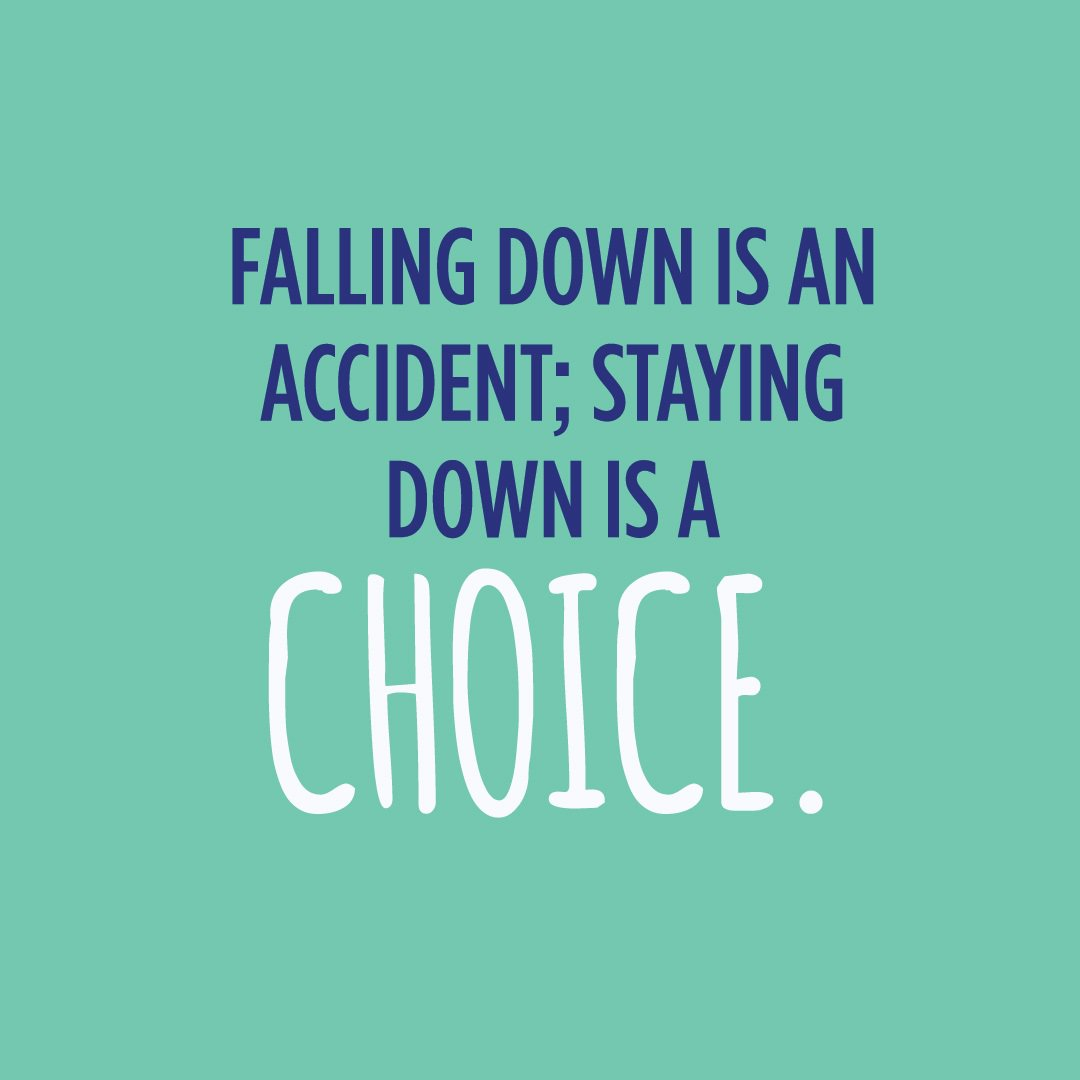 FALLING DOWN IS AN
ACCIDENT; STAYING
DOWN IS A
CHOICE.